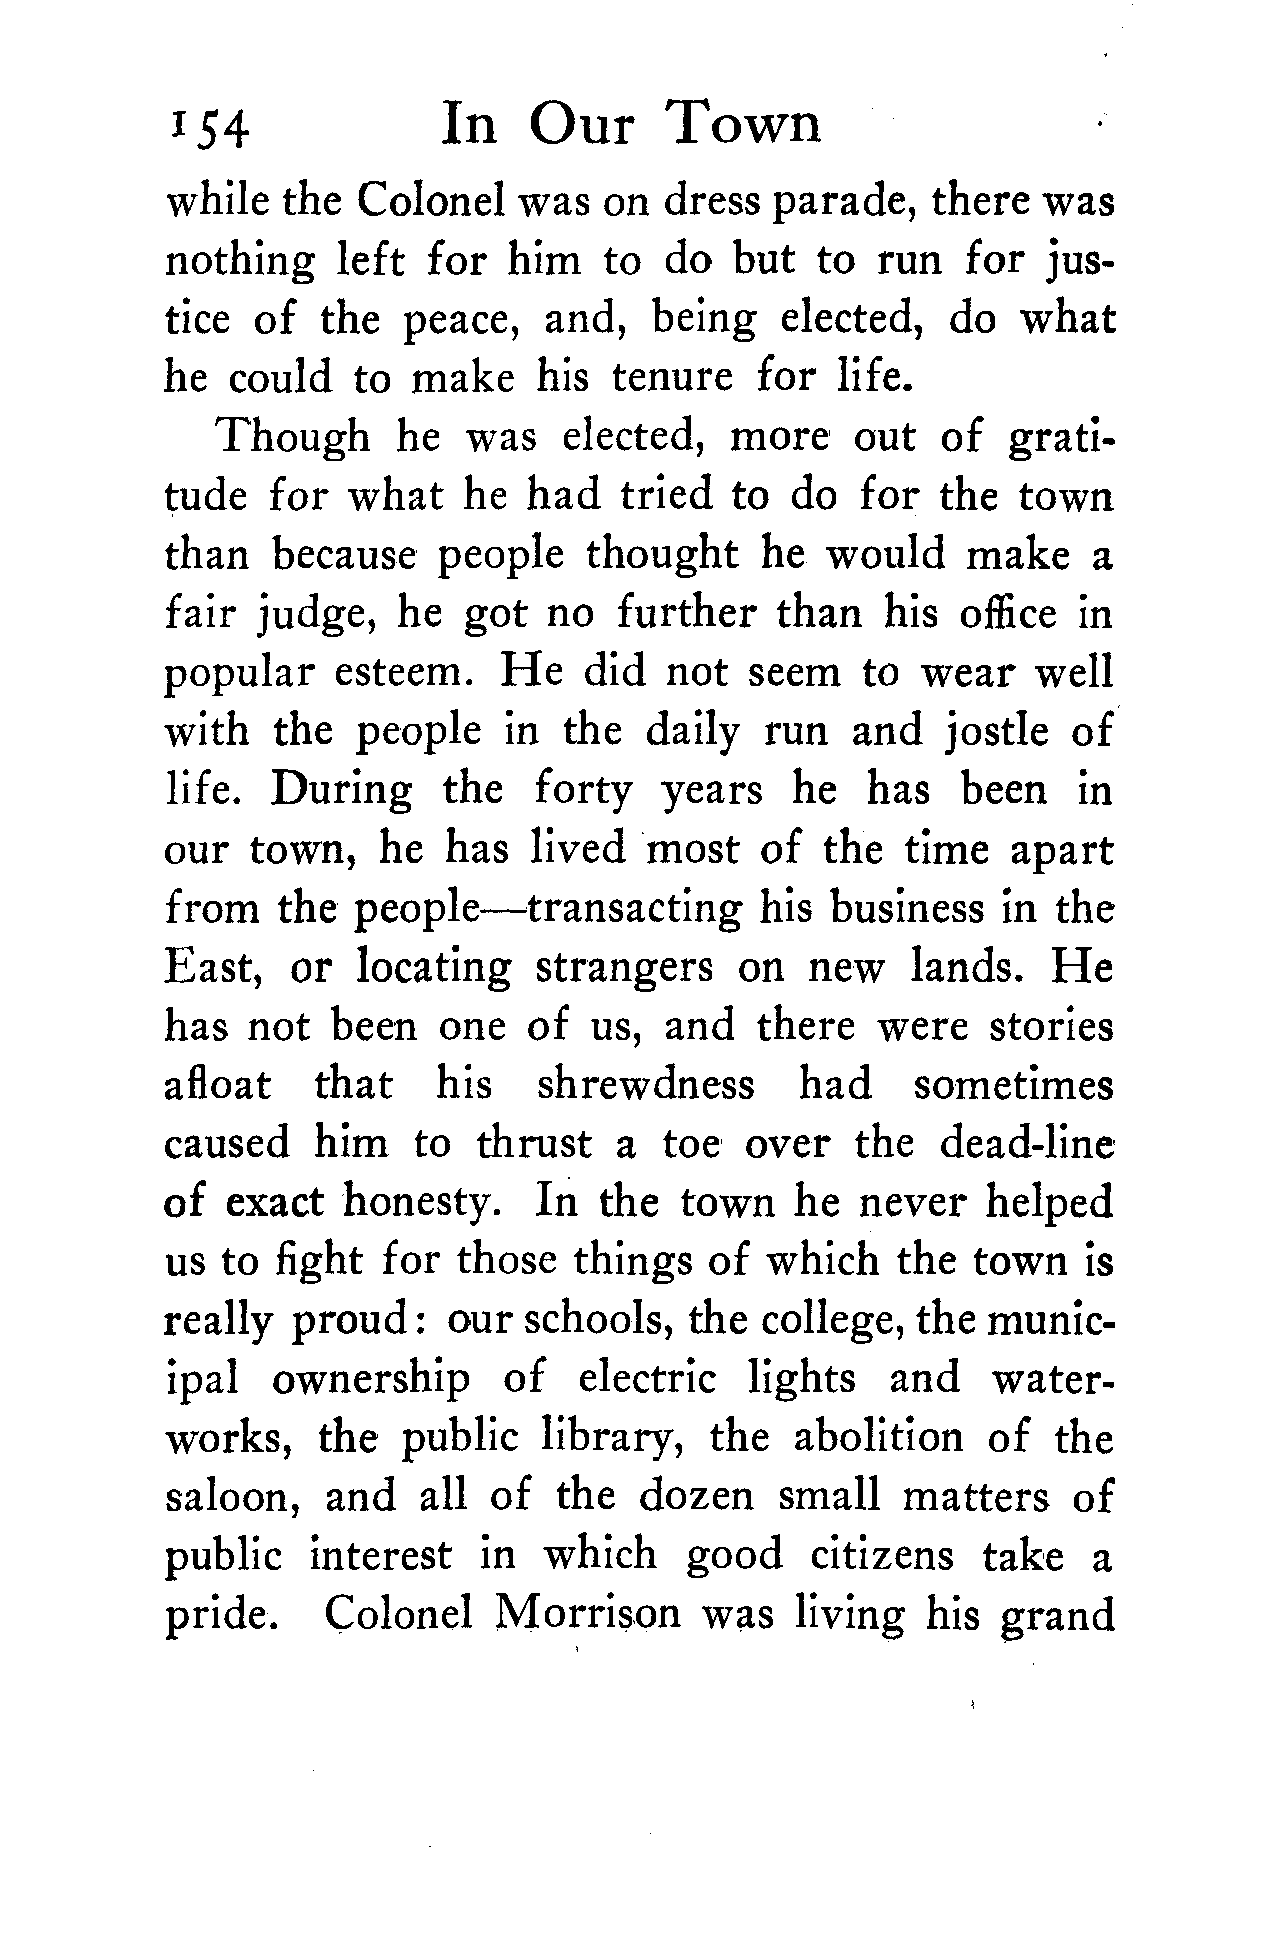 154 In Our Town
while the Colonel was on dress parade, there was
nothing left for him to do but to run for jus-
tice of the peace, and, being elected, do what
he could to make his tenure for life.
Though he was elected, more out of grati-
tude for what he had tried to do for the town
than because people thought he would make a
fair judge, he got no further than his office in
popular esteem. He did not seem to wear well
with the people in the daily run and jostle of
life. During the forty years he has been in
our town, he has lived most of the time apart
from the people—transacting his business in the
East, or locating strangers on new lands. He
has not been one of us, and there were stories
afloat that his shrewdness had sometimes
caused him to thrust a toe over the dead-line
of exact honesty. In the town he never helped
us to fight for those things of which the town is
really proud: our schools, the college, the munic-
ipal ownership of electric lights and water-
works, the public library, the abolition of the
saloon, and all of the dozen small matters of
public interest in which good citizens take a
pride. Colonel Morrison was living his grand